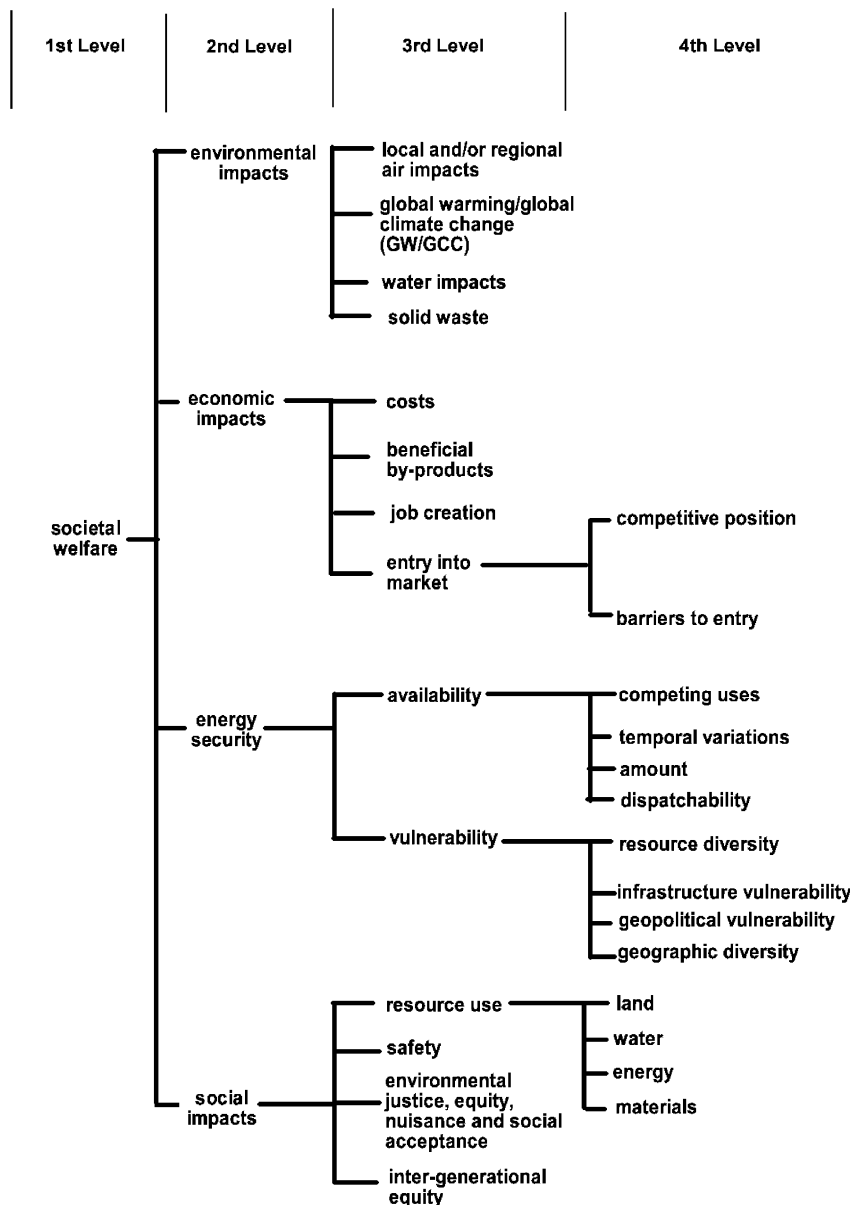 1st Level
2nd Level
3rd Level
4th Level
environmental
impacts
local and/or regional
air impacts
global warming/global
climate change
(GW/GCC)
water impacts
solid waste
economic
impacts
costs
beneficial
by-products
job creation
entry into
market
competitive position
barriers to entry
societal
welfare
energy
security
availability
competing uses
temporal variations
amount
dispatchability
vulnerability
resource diversity
infrastructure vulnerability
geopolitical vulnerability
geographic diversity
social
impacts
resource use
land
water
energy
materials
safety
environmental
justice, equity,
nuisance and social
acceptance
inter-generational
equity